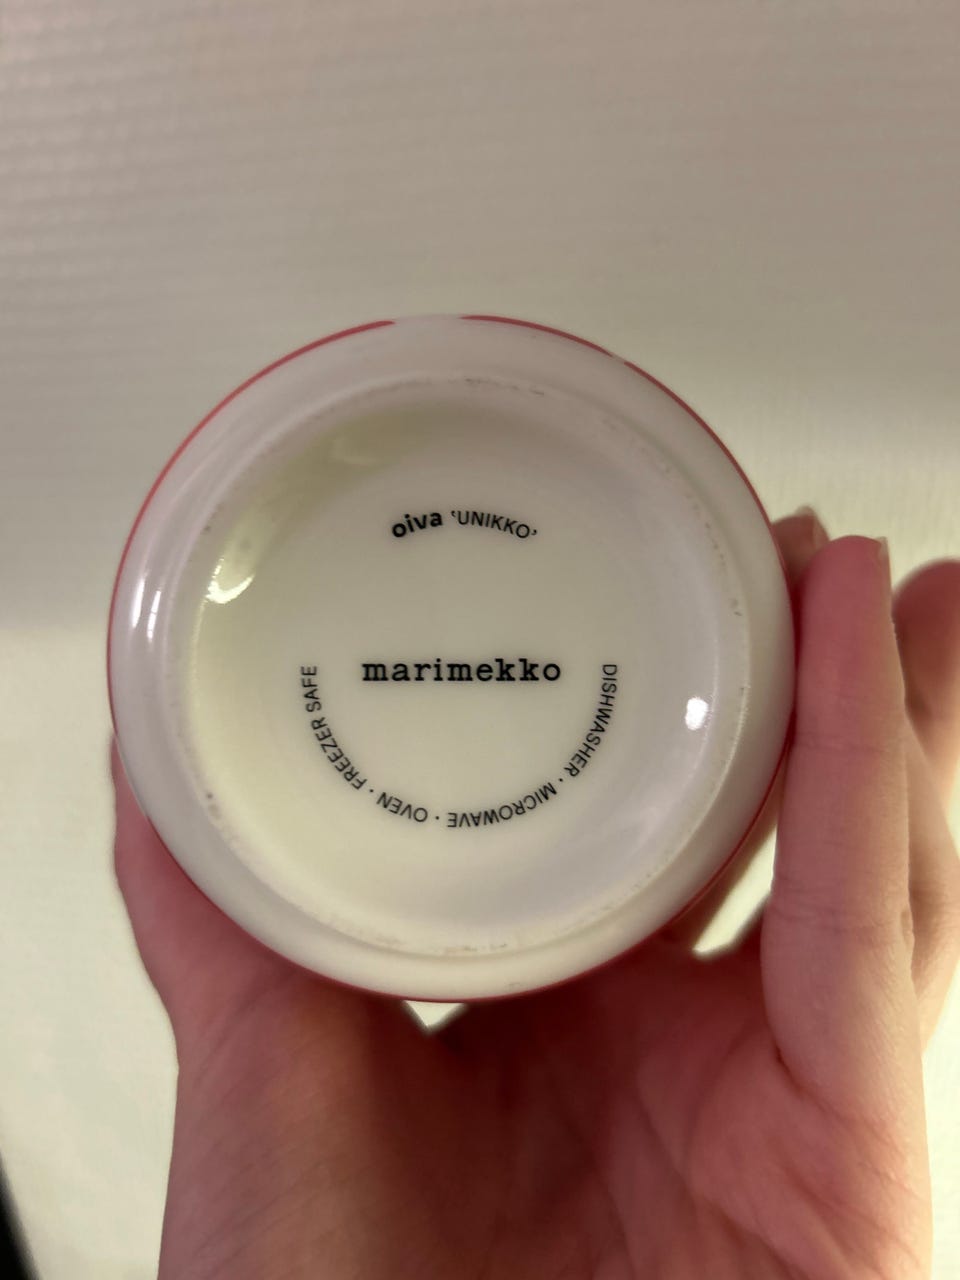 oiva ‘UNIKKO’
marimekko
DISHWASHER · MICROWAVE · OVEN · FREEZER SAFE